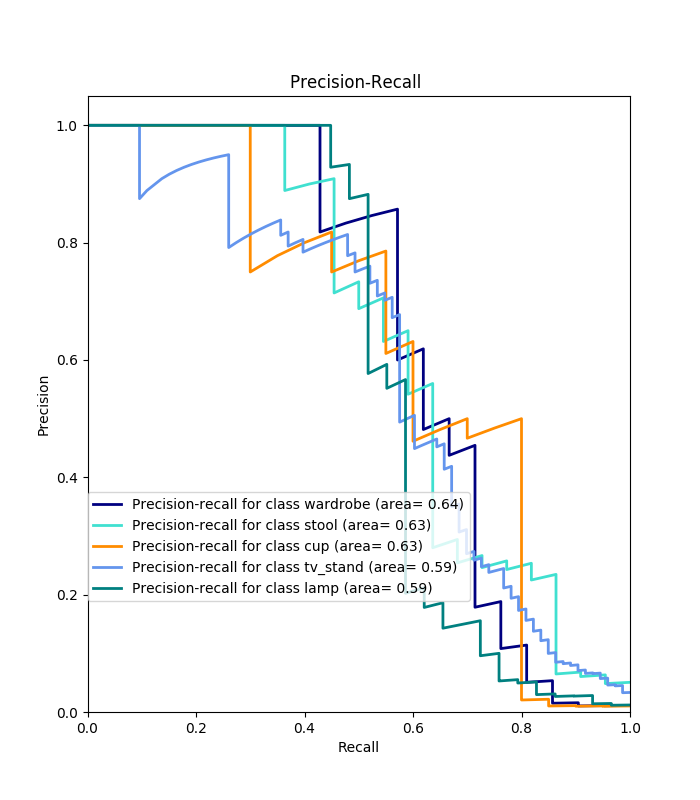 Precision-Recall
1.0
0.8
0.6
0.4
0.2
0.0
Precision
Precision-recall for class wardrobe (area= 0.64)
Precision-recall for class stool (area= 0.63)
Precision-recall for class cup (area= 0.63)
Precision-recall for class tv_stand (area= 0.59)
Precision-recall for class lamp (area= 0.59)
0.0 0.2 0.4 0.6 0.8 1.0
Recall